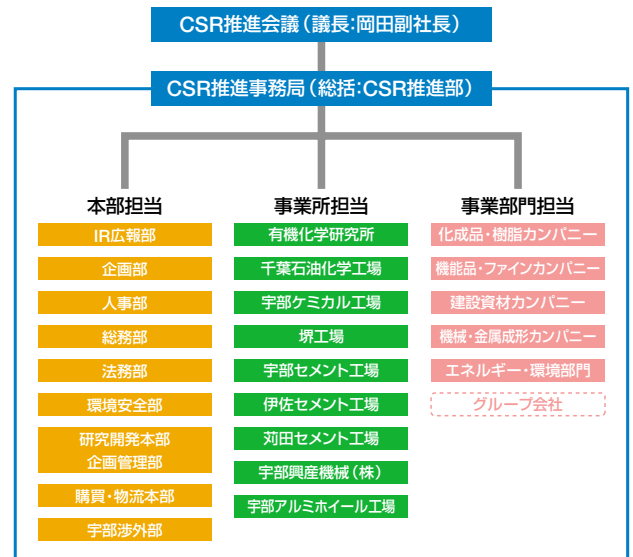 CSR推進会議（議長：岡田副社長）
CSR推進事務局（総括：CSR推進部）
本部担当
IR広報部
企画部
人事部
総務部
法務部
環境安全部
研究開発本部
企画管理部
購買・物流本部
宇部渉外部
事業所担当
有機化学研究所
千葉石油化学工場
宇部ケミカル工場
堺工場
宇部セメント工場
伊佐セメント工場
苅田セメント工場
宇部興産機械（株）
宇部アルミホイール工場
事業部門担当
化成品・樹脂カンパニー
機能品・ファインカンパニー
建設資材カンパニー
機械・金属成形カンパニー
エネルギー・環境部門
グループ会社